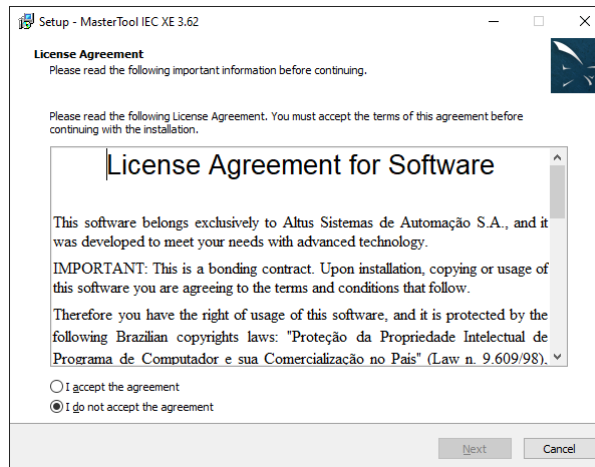 Setup - MasterTool IEC XE 3.62
License Agreement
Please read the following important information before continuing.
Please read the following License Agreement. You must accept the terms of this agreement before
continuing with the installation.
License Agreement for Software
This software belongs exclusively to Altus Sistemas de Automação S.A., and it
was developed to meet your needs with advanced technology.
IMPORTANT: This is a bonding contract. Upon installation, copying or usage of
this software you are agreeing to the terms and conditions that follow.
Therefore you have the right of usage of this software, and it is protected by the
following Brazilian copyrights laws: "Proteção da Propriedade Intelectual de
Programa de Computador e sua Comercialização no Pais" (Law n. 9.609/98),
I accept the agreement
I do not accept the agreement
Next
Cancel